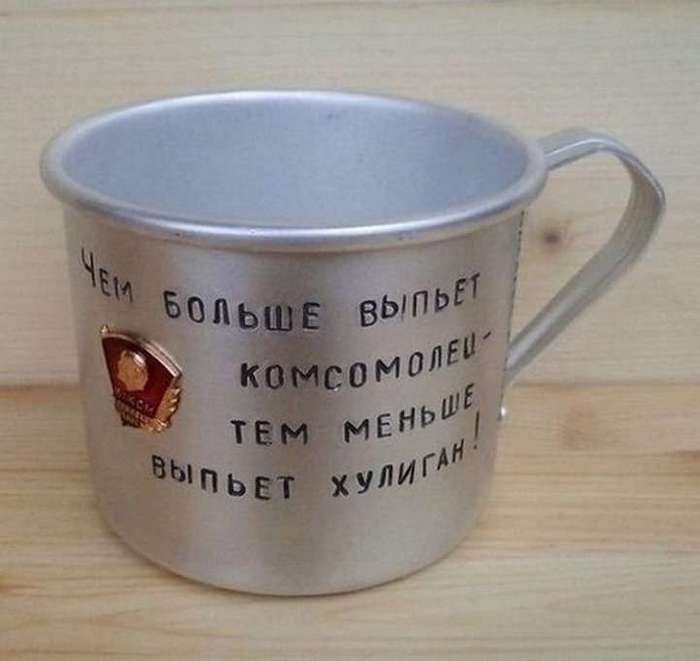 Чем больше выпьет
комсомолец-
тем меньше
выпьет хулиган!